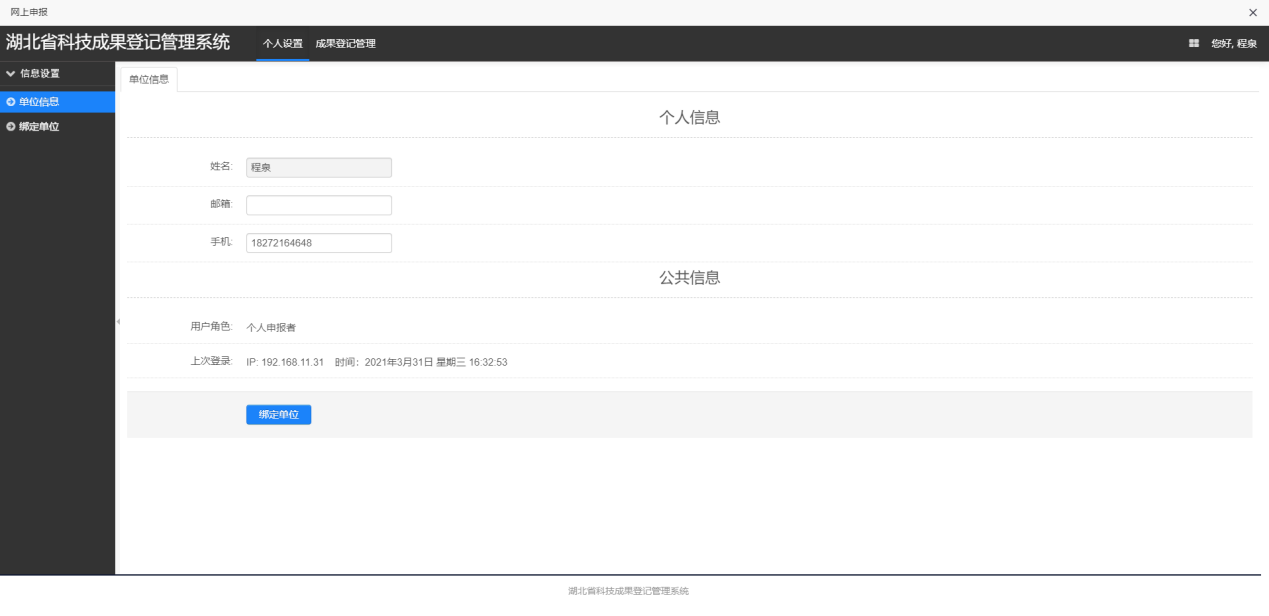 网上申报
湖北省科技成果登记管理系统 个人设置 成果登记管理 您好, 程泉
信息设置
单位信息
绑定单位
单位信息
个人信息
姓名: 程泉
邮箱:
手机: 18272164648
公共信息
用户角色: 个人申报者
上次登录: IP: 192.168.11.31 时间：2021年3月31日 星期三 16:32:53
绑定单位
湖北省科技成果登记管理系统